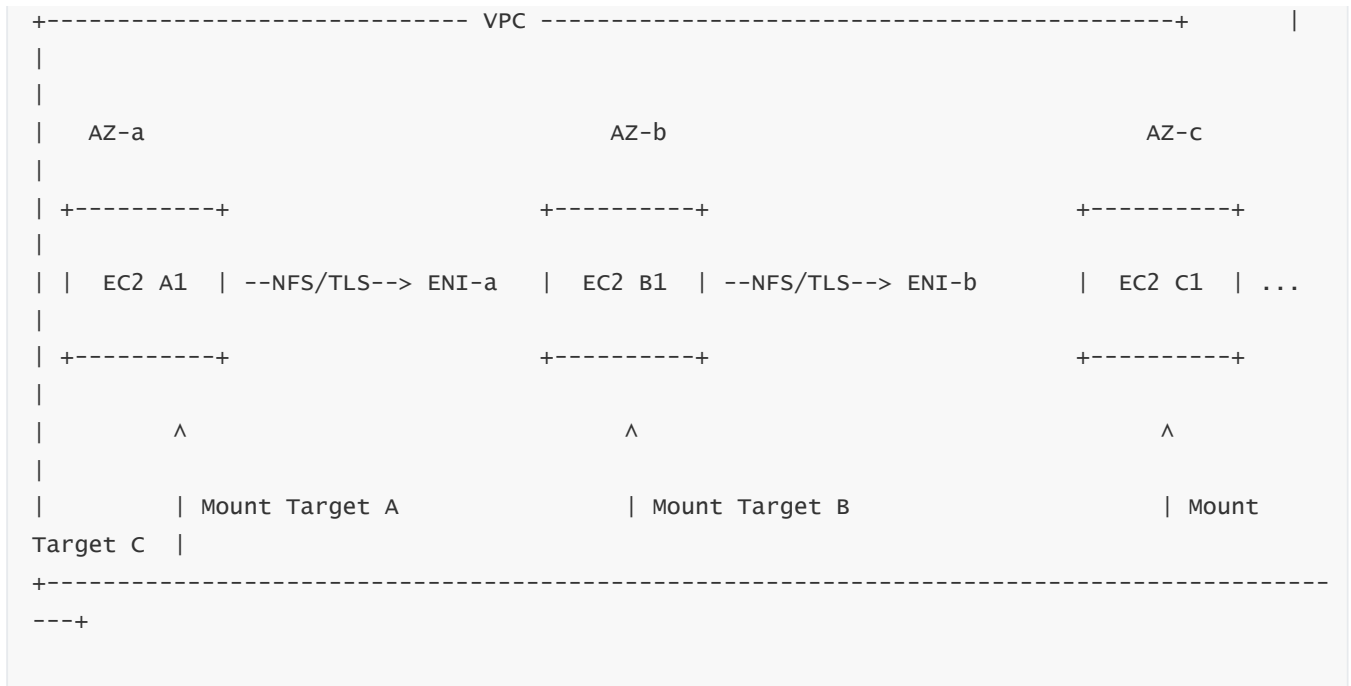 +----------------------------- VPC -------------------------------------------+       |
|
|
|   AZ-a                                 AZ-b                                  AZ-c
|
| +----------+                      +----------+                          +----------+
|
| |  EC2 A1  | --NFS/TLS--> ENI-a   |  EC2 B1  | --NFS/TLS--> ENI-b       |  EC2 C1  | ...
|
| +----------+                      +----------+                          +----------+
|
|         ^                               ^                                     ^
|
|         | Mount Target A                | Mount Target B                      | Mount
Target C  |
+-----------------------------------------------------------------------------------------
---+